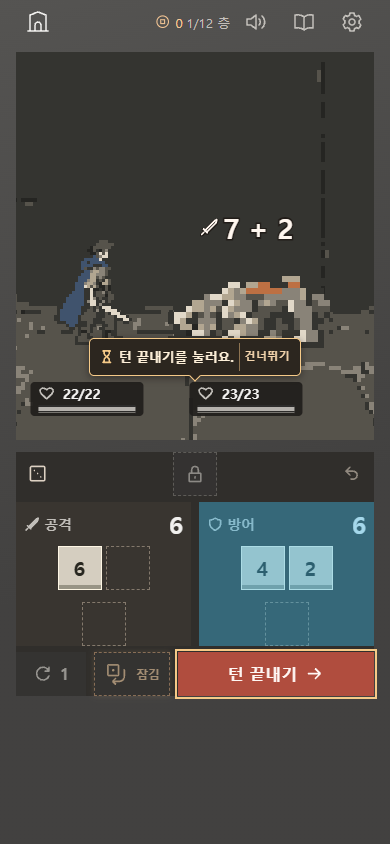 0 1/12 층
7 + 2
턴 끝내기를 눌러요. 건너뛰기
22/22 23/23
공격 6 방어 6
6 4 2
1 잠김 턴 끝내기 →